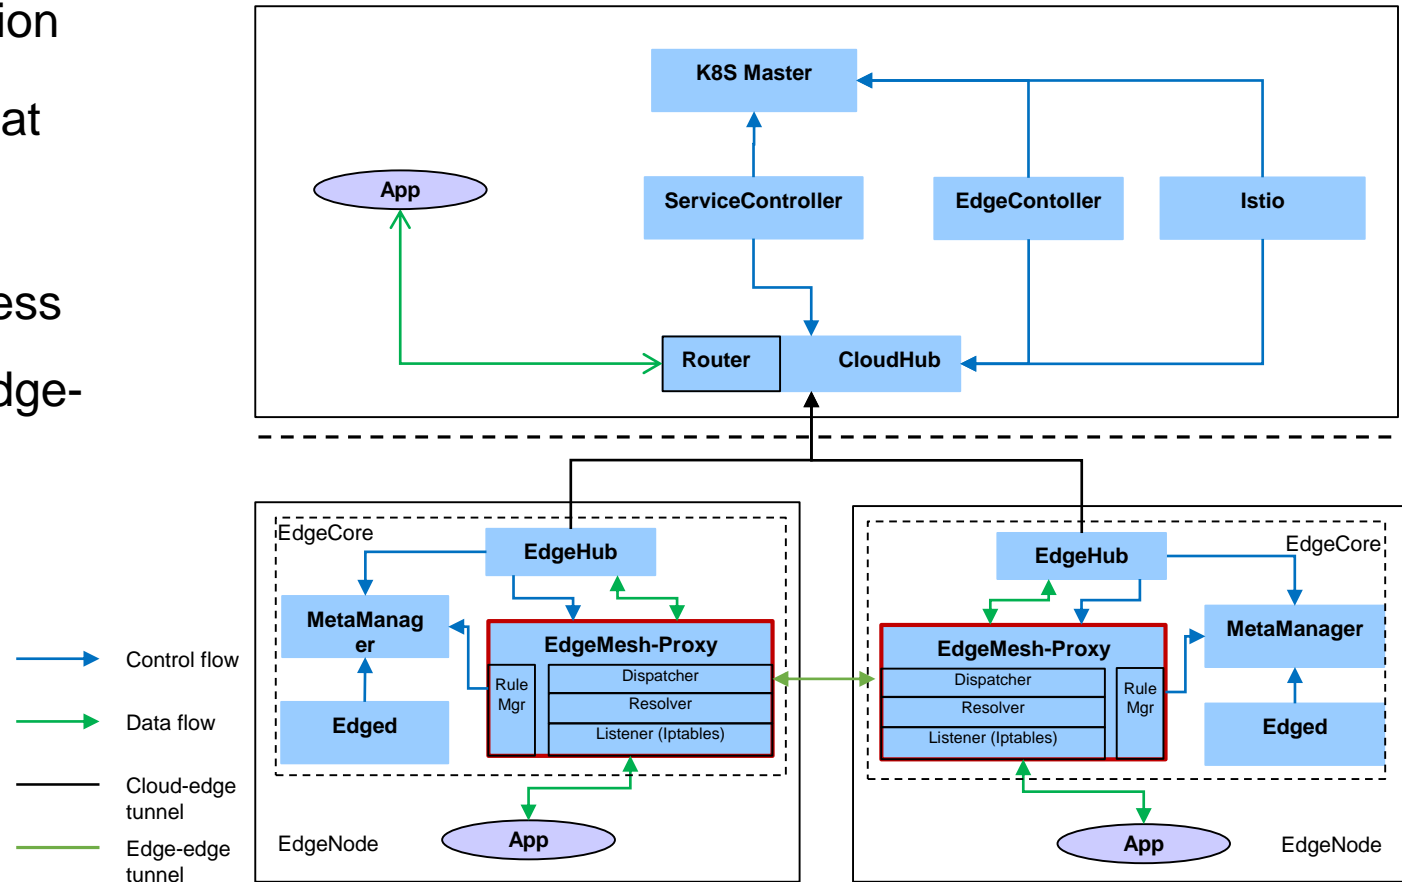 ion
at
ess
dge-
K8S Master
App
ServiceController
EdgeContoller
Istio
Router
CloudHub
EdgeCore
EdgeHub
MetaManag
er
EdgeMesh-Proxy
Rule
Mgr
Dispatcher
Resolver
Listener (Iptables)
Edged
App
EdgeNode
EdgeHub
EdgeCore
MetaManager
EdgeMesh-Proxy
Dispatcher
Resolver
Listener (Iptables)
Rule
Mgr
Edged
App
EdgeNode
Control flow
Data flow
Cloud-edge
tunnel
Edge-edge
tunnel